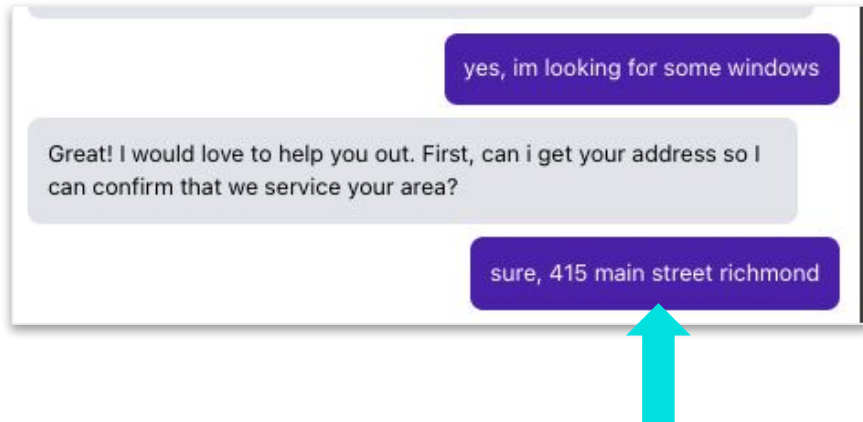 yes, im looking for some windows
Great! I would love to help you out. First, can i get your address so I
can confirm that we service your area?
sure, 415 main street richmond